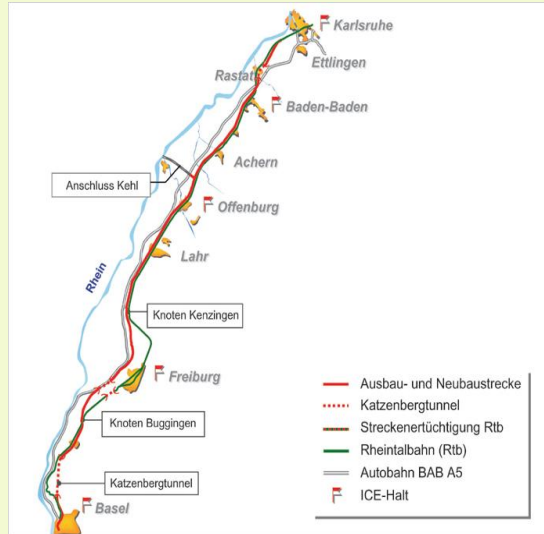 Karlsruhe
Ettlingen
Rastatt
Baden-Baden
Achern
Anschluss Kehl
Offenburg
Lahr
Rhein
Knoten Kenzingen
Freiburg
Knoten Buggingen
Katzenbergtunnel
Basel
Ausbau- und Neubaustrecke
Katzenbergtunnel
Streckenertüchtigung Rtb
Rheintalbahn (Rtb)
Autobahn BAB A5
ICE-Halt